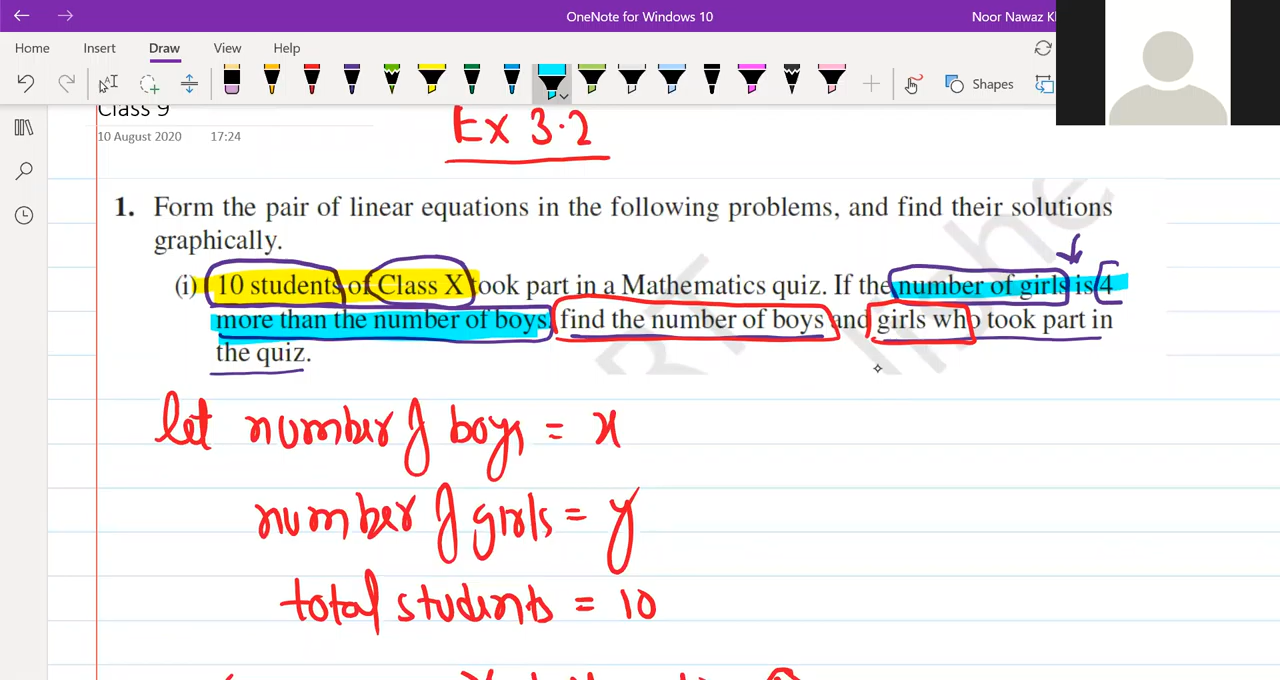 OneNote for Windows 10
Noor Nawaz Kh
Home Insert Draw View Help
Shapes
Class 9
10 August 2020 17:24
Ex 3.2
1. Form the pair of linear equations in the following problems, and find their solutions
graphically.
(i) 10 students of Class X took part in a Mathematics quiz. If the number of girls is 4
more than the number of boys, find the number of boys and girls who took part in
the quiz.
let number of boys = x
number of girls = y
total students = 10